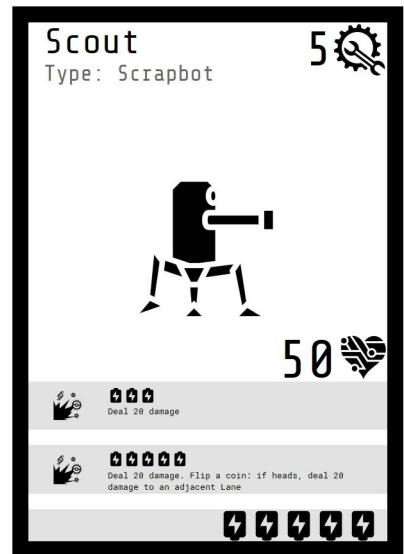 Scout
5
Type: Scrapbot
50
Deal 20 damage
Deal 20 damage. Flip a coin: if heads, deal 20
damage to an adjacent Lane